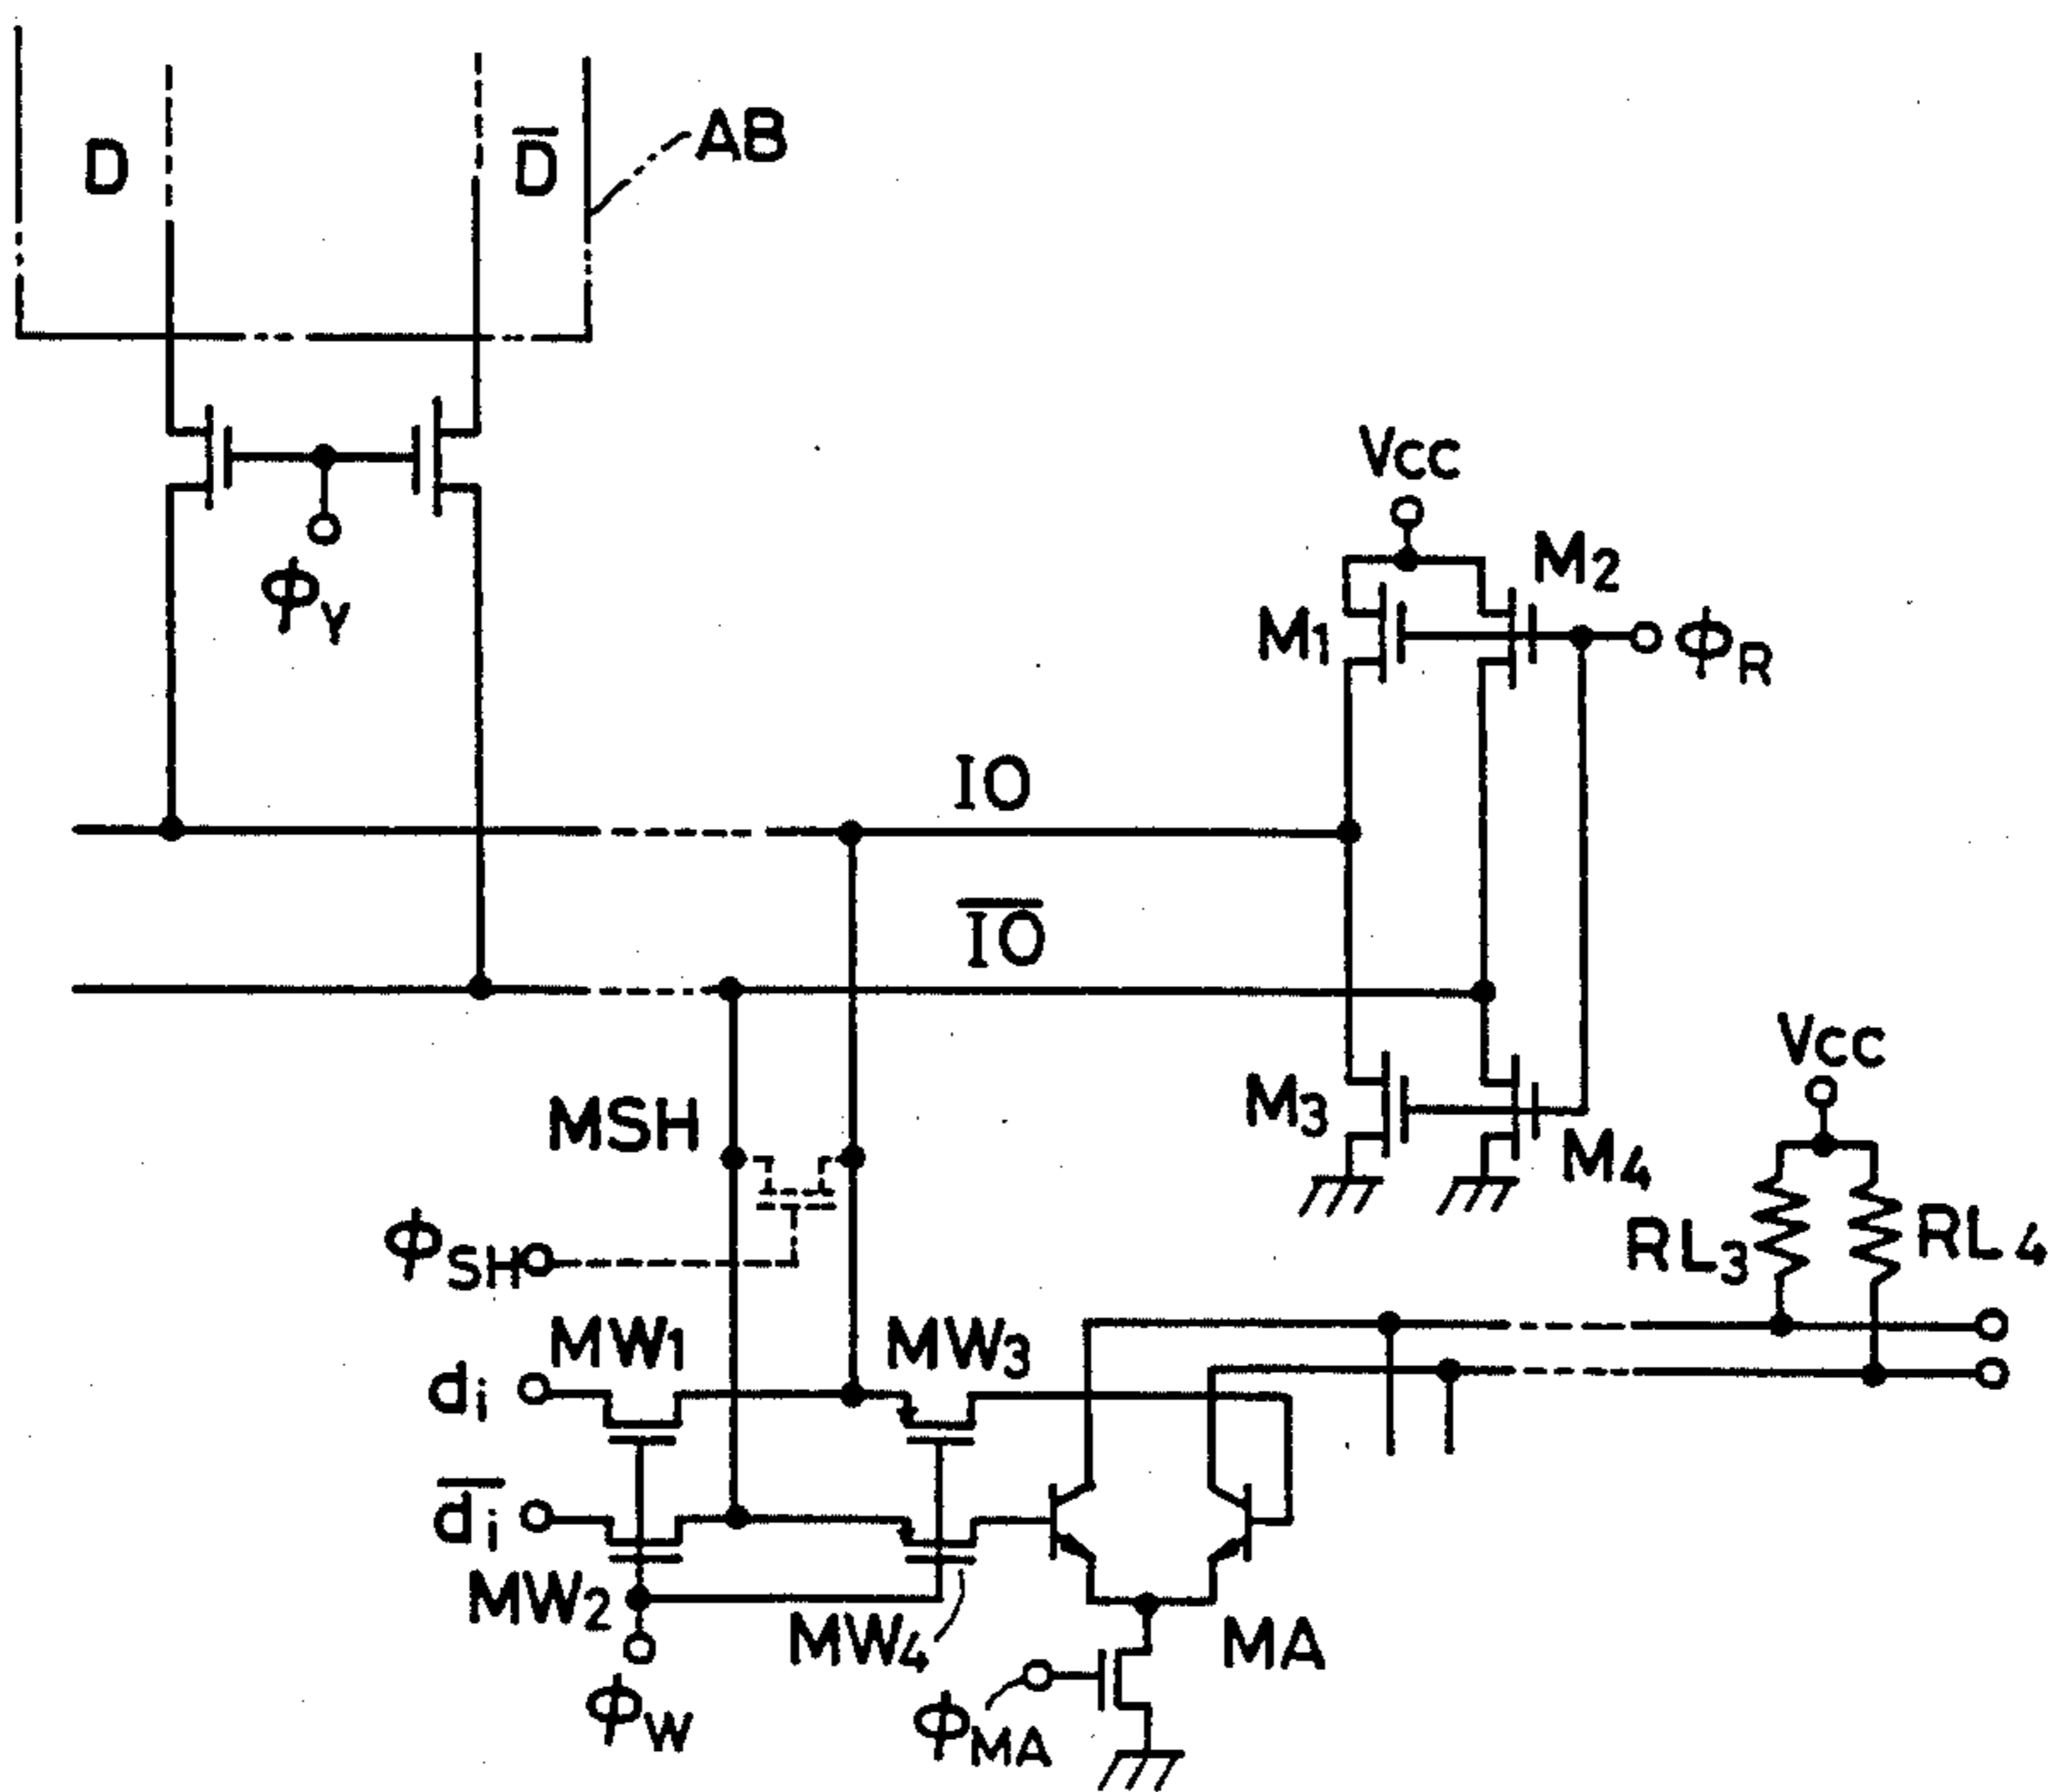 D
D̅
AB
ϕY
VCC
M1
M2
ϕR
IO
I̅O̅
VCC
MSH
M3
M4
RL3
RL4
ϕSH
MW1
MW3
di
d̅i̅
MW2
MW4
MA
ϕW
ϕMA